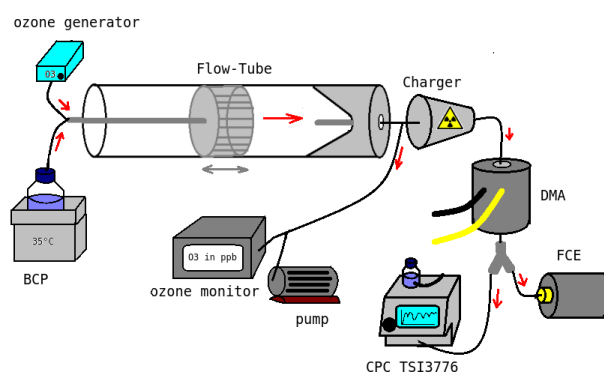 ozone generator
O3
Flow-Tube
Charger
35°C
BCP
O3 in ppb
ozone monitor
pump
DMA
FCE
CPC TSI3776